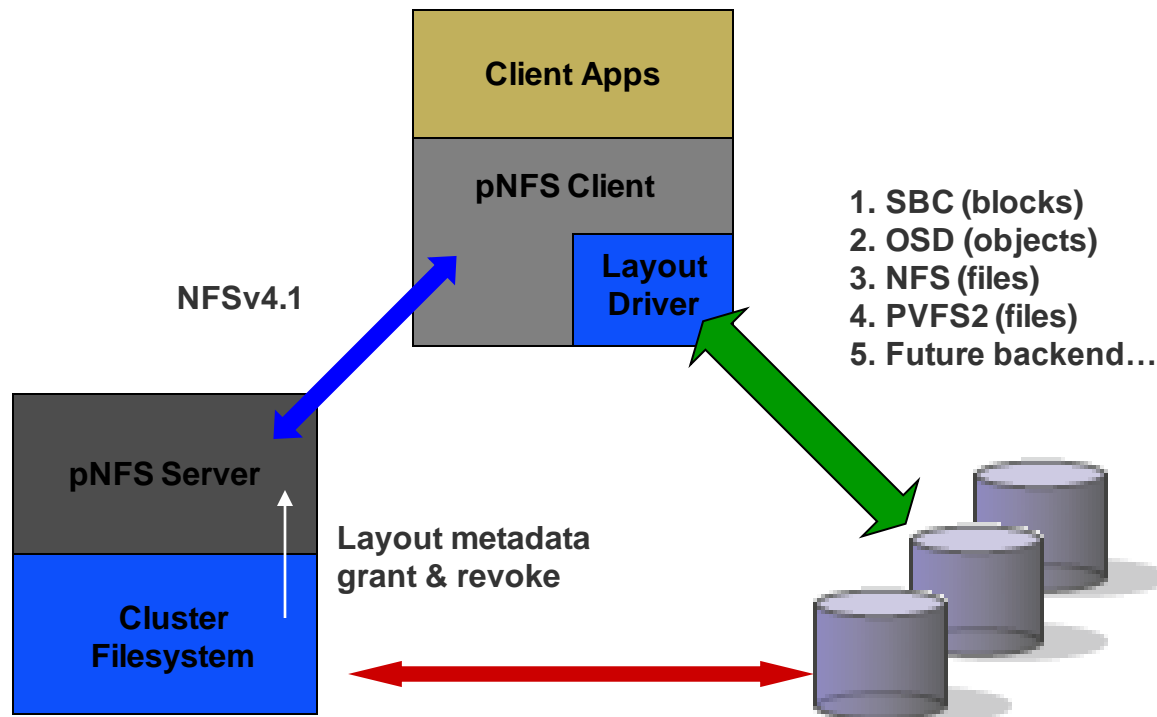 Client Apps
pNFS Client
Layout
Driver
1. SBC (blocks)
2. OSD (objects)
3. NFS (files)
4. PVFS2 (files)
5. Future backend…
NFSv4.1
pNFS Server
Layout metadata
grant & revoke
Cluster
Filesystem